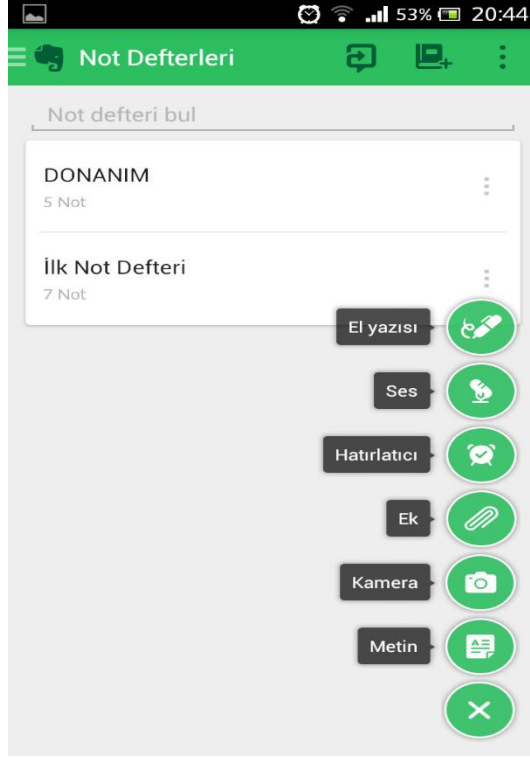 53% 20:44
Not Defterleri
Not defteri bul
DONANIM
5 Not
İlk Not Defteri
7 Not
El yazısı
Ses
Hatırlatıcı
Ek
Kamera
Metin